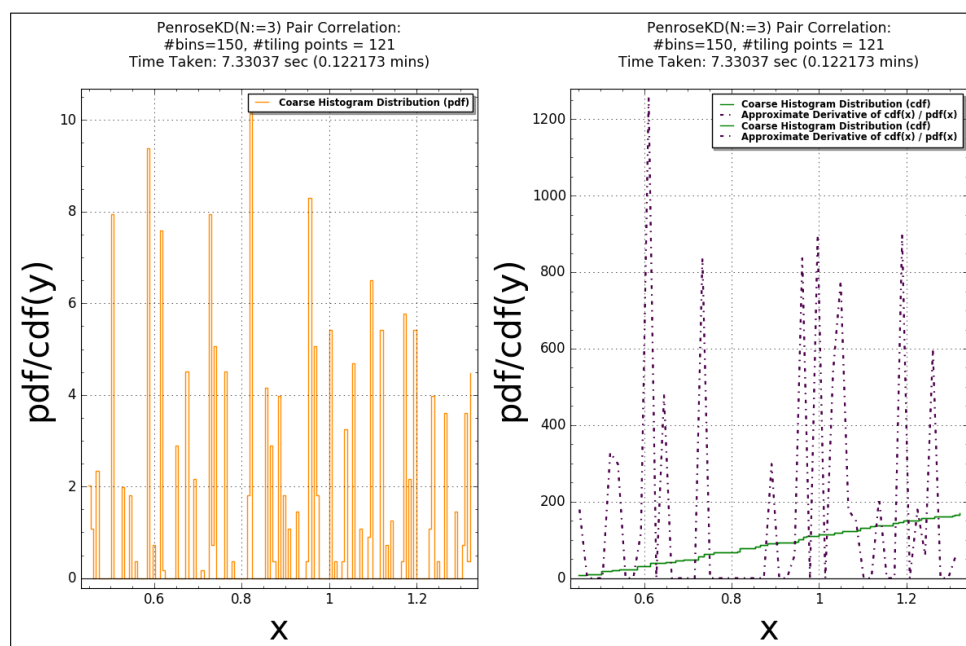 PenroseKD(N:=3) Pair Correlation:
#bins=150, #tiling points = 121
Time Taken: 7.33037 sec (0.122173 mins)
Coarse Histogram Distribution (pdf)
10
8
6
4
2
0
0.6
0.8
1
1.2
x
pdf/cdf(y)
PenroseKD(N:=3) Pair Correlation:
#bins=150, #tiling points = 121
Time Taken: 7.33037 sec (0.122173 mins)
Coarse Histogram Distribution (cdf)
Approximate Derivative of cdf(x) / pdf(x)
Coarse Histogram Distribution (cdf)
Approximate Derivative of cdf(x) / pdf(x)
1200
1000
800
600
400
200
0
0.6
0.8
1
1.2
x
pdf/cdf(y)